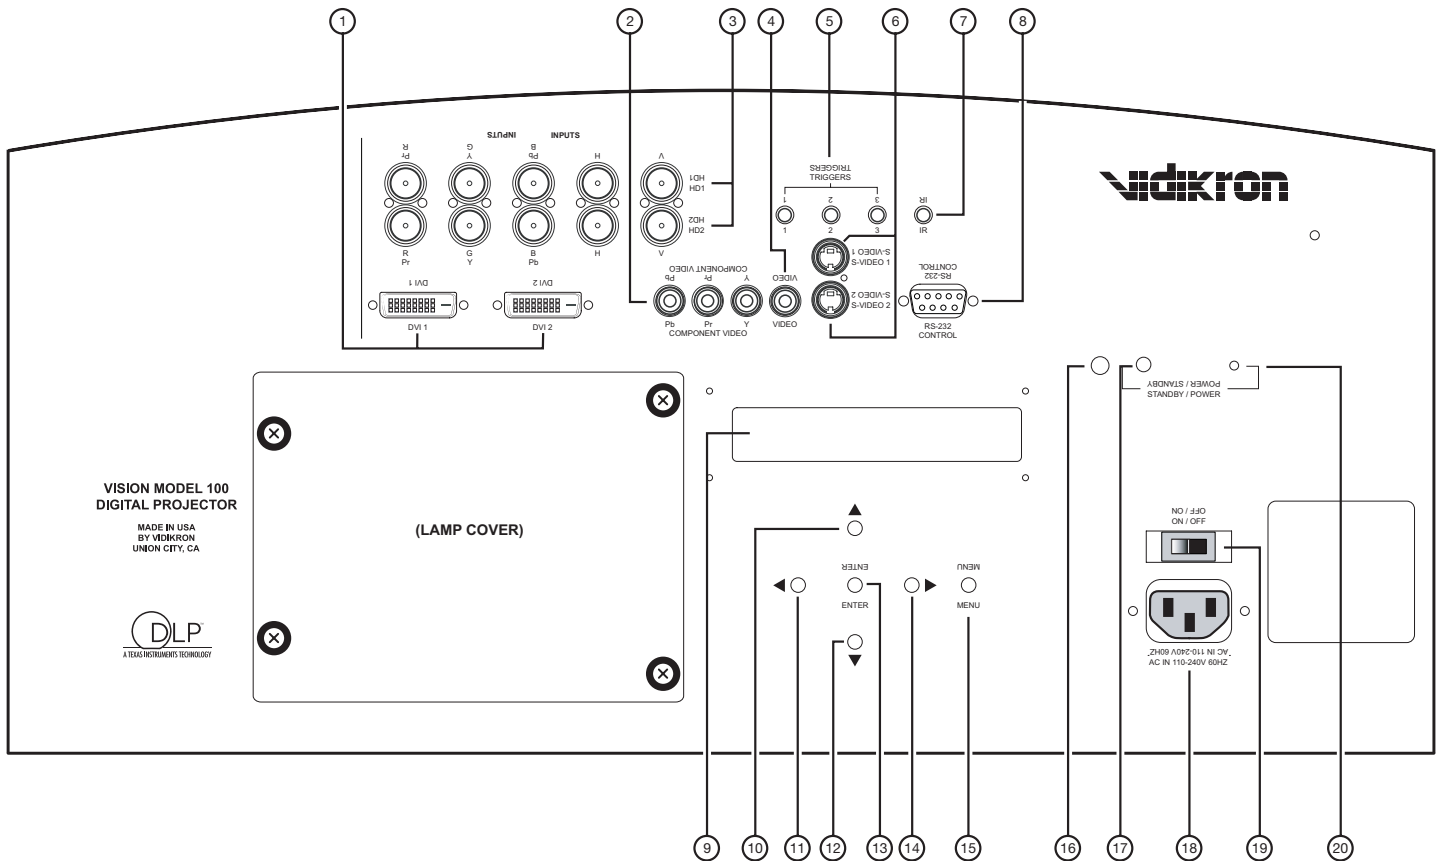 1 2 3 4 5 6 7 8
INPUTS INPUTS
R G B
Pr Y Pb H V
HD1
HD1
HD2
HD2
R G B H V
Pr Y Pb
TRIGGERS
TRIGGERS
1 2 3
1 2 3
IR
IR
vidikron
S-VIDEO 1
S-VIDEO 1
S-VIDEO 2
S-VIDEO 2
RS-232
CONTROL
RS-232
CONTROL
DVI 1 DVI 2
DVI 1 DVI 2
COMPONENT VIDEO
Pb Pr Y VIDEO
Pb Pr Y VIDEO
COMPONENT VIDEO
POWER / STANDBY
STANDBY / POWER
VISION MODEL 100
DIGITAL PROJECTOR
MADE IN USA
BY VIDIKRON
UNION CITY, CA
(LAMP COVER)
DLP™
A TEXAS INSTRUMENTS TECHNOLOGY
ENTER
ENTER
MENU
MENU
NO / FFO
ON / OFF
AC IN 110-240V 60HZ
AC IN 110-240V 60HZ
9 10 11 12 13 14 15 16 17 18 19 20